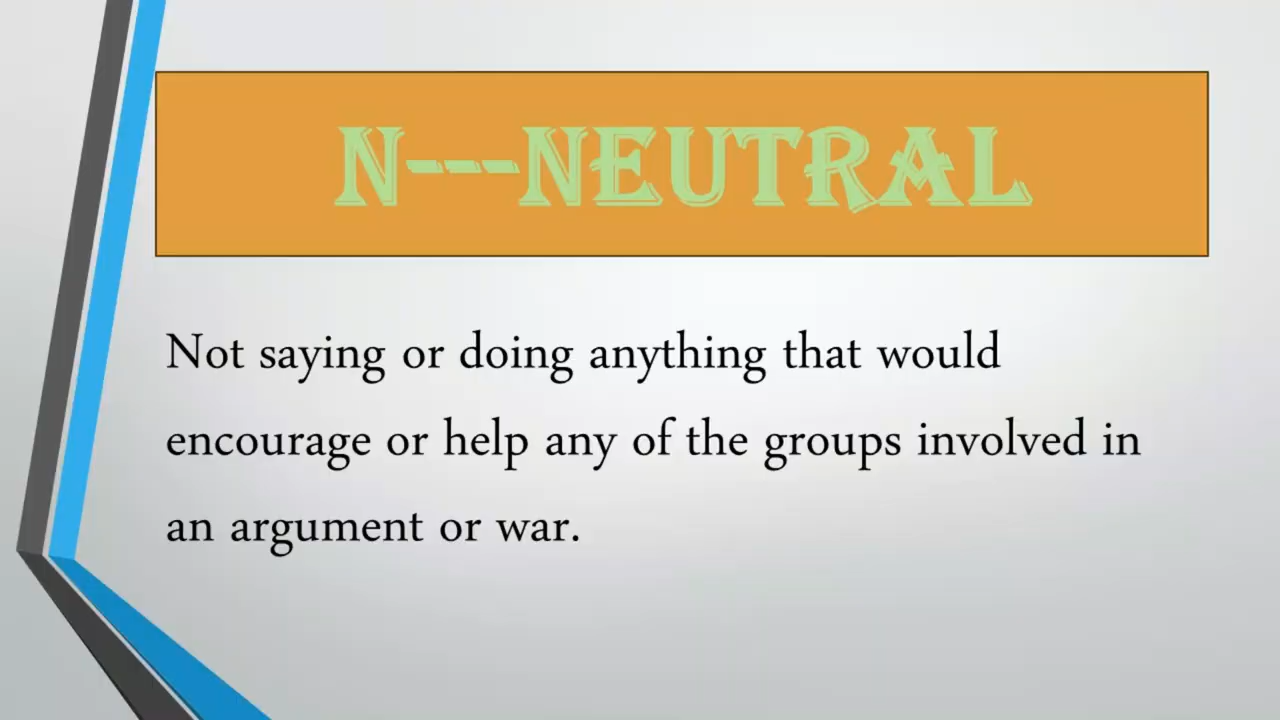 N---NEUTRAL
Not saying or doing anything that would
encourage or help any of the groups involved in
an argument or war.